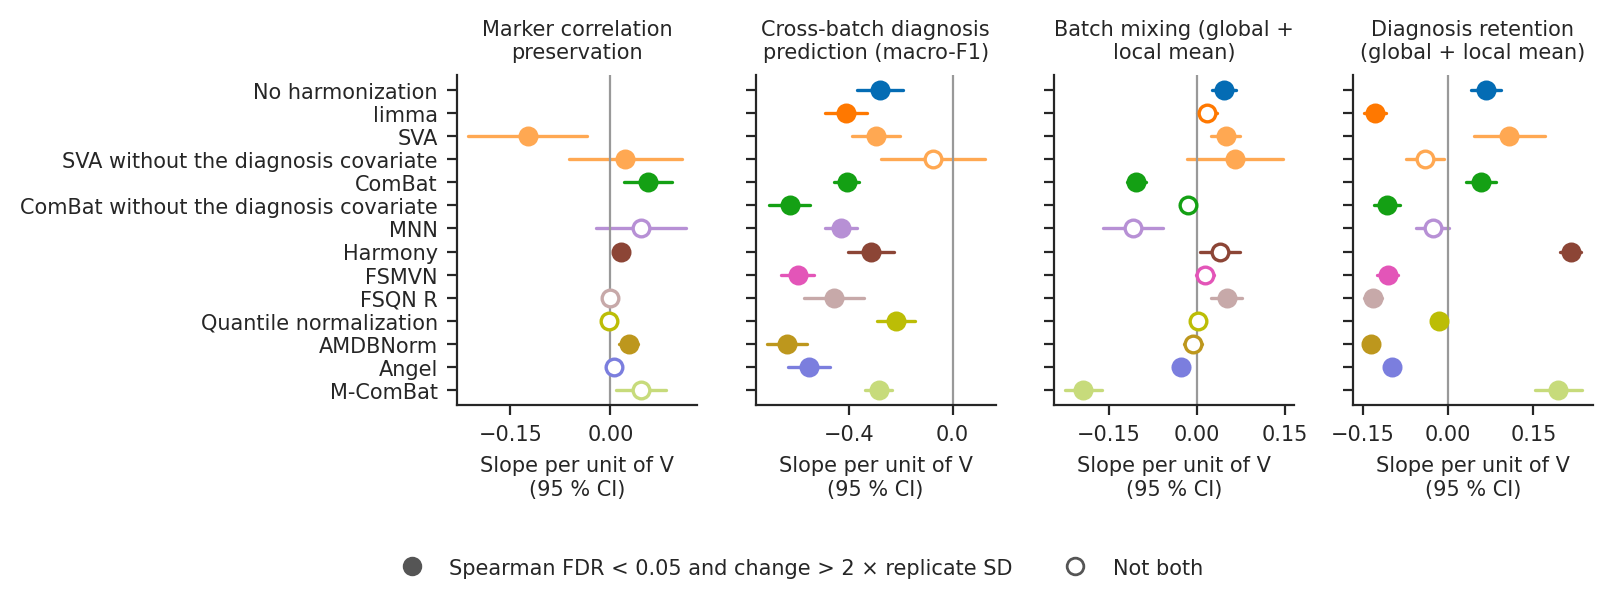 Marker correlation
preservation
Cross-batch diagnosis
prediction (macro-F1)
Batch mixing (global +
local mean)
Diagnosis retention
(global + local mean)
No harmonization
limma
SVA
SVA without the diagnosis covariate
ComBat
ComBat without the diagnosis covariate
MNN
Harmony
FSMVN
FSQN R
Quantile normalization
AMDBNorm
Angel
M-ComBat
−0.15 0.00
−0.4 0.0
−0.15 0.00 0.15
−0.15 0.00 0.15
Slope per unit of V
(95 % CI)
Slope per unit of V
(95 % CI)
Slope per unit of V
(95 % CI)
Slope per unit of V
(95 % CI)
Spearman FDR < 0.05 and change > 2 × replicate SD
Not both